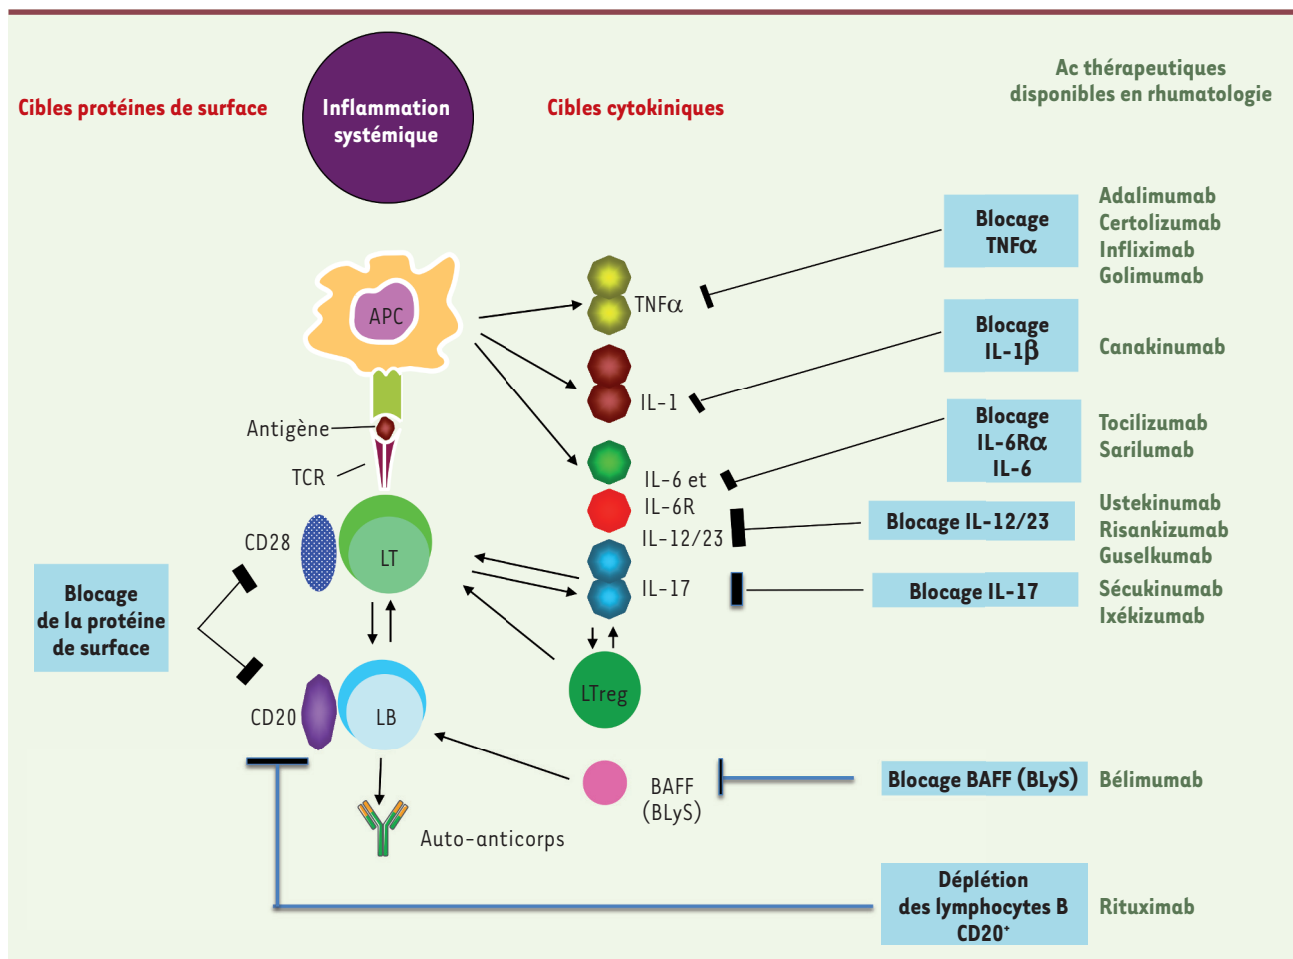 Ac thérapeutiques
disponibles en rhumatologie
Cibles protéines de surface
Inflammation
systémique
Cibles cytokiniques
Blocage
TNFα
Adalimumab
Certolizumab
Infliximab
Golimumab
APC
TNFα
Blocage
IL-1β
Canakinumab
IL-1
Antigène
TCR
Blocage
IL-6Rα
IL-6
Tocilizumab
Sarilumab
IL-6 et
IL-6R
IL-12/23
Blocage IL-12/23
Ustekinumab
Risankizumab
Guselkumab
CD28
LT
IL-17
Blocage IL-17
Sécukinumab
Ixékizumab
Blocage
de la protéine
de surface
LTreg
CD20
LB
BAFF
(BLyS)
Blocage BAFF (BLyS)
Bélimumab
Auto-anticorps
Déplétion
des lymphocytes B
CD20⁺
Rituximab